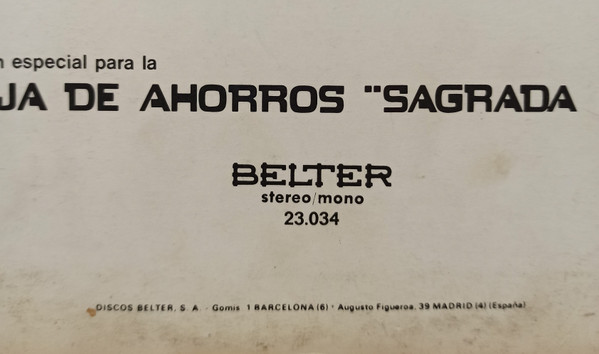 n especial para la
JA DE AHORROS "SAGRADA
BELTER
stereo/mono
23.034
DISCOS BELTER, S. A. - Gomis 1 BARCELONA (6) - Augusto Figueroa, 39 MADRID (4) (España)